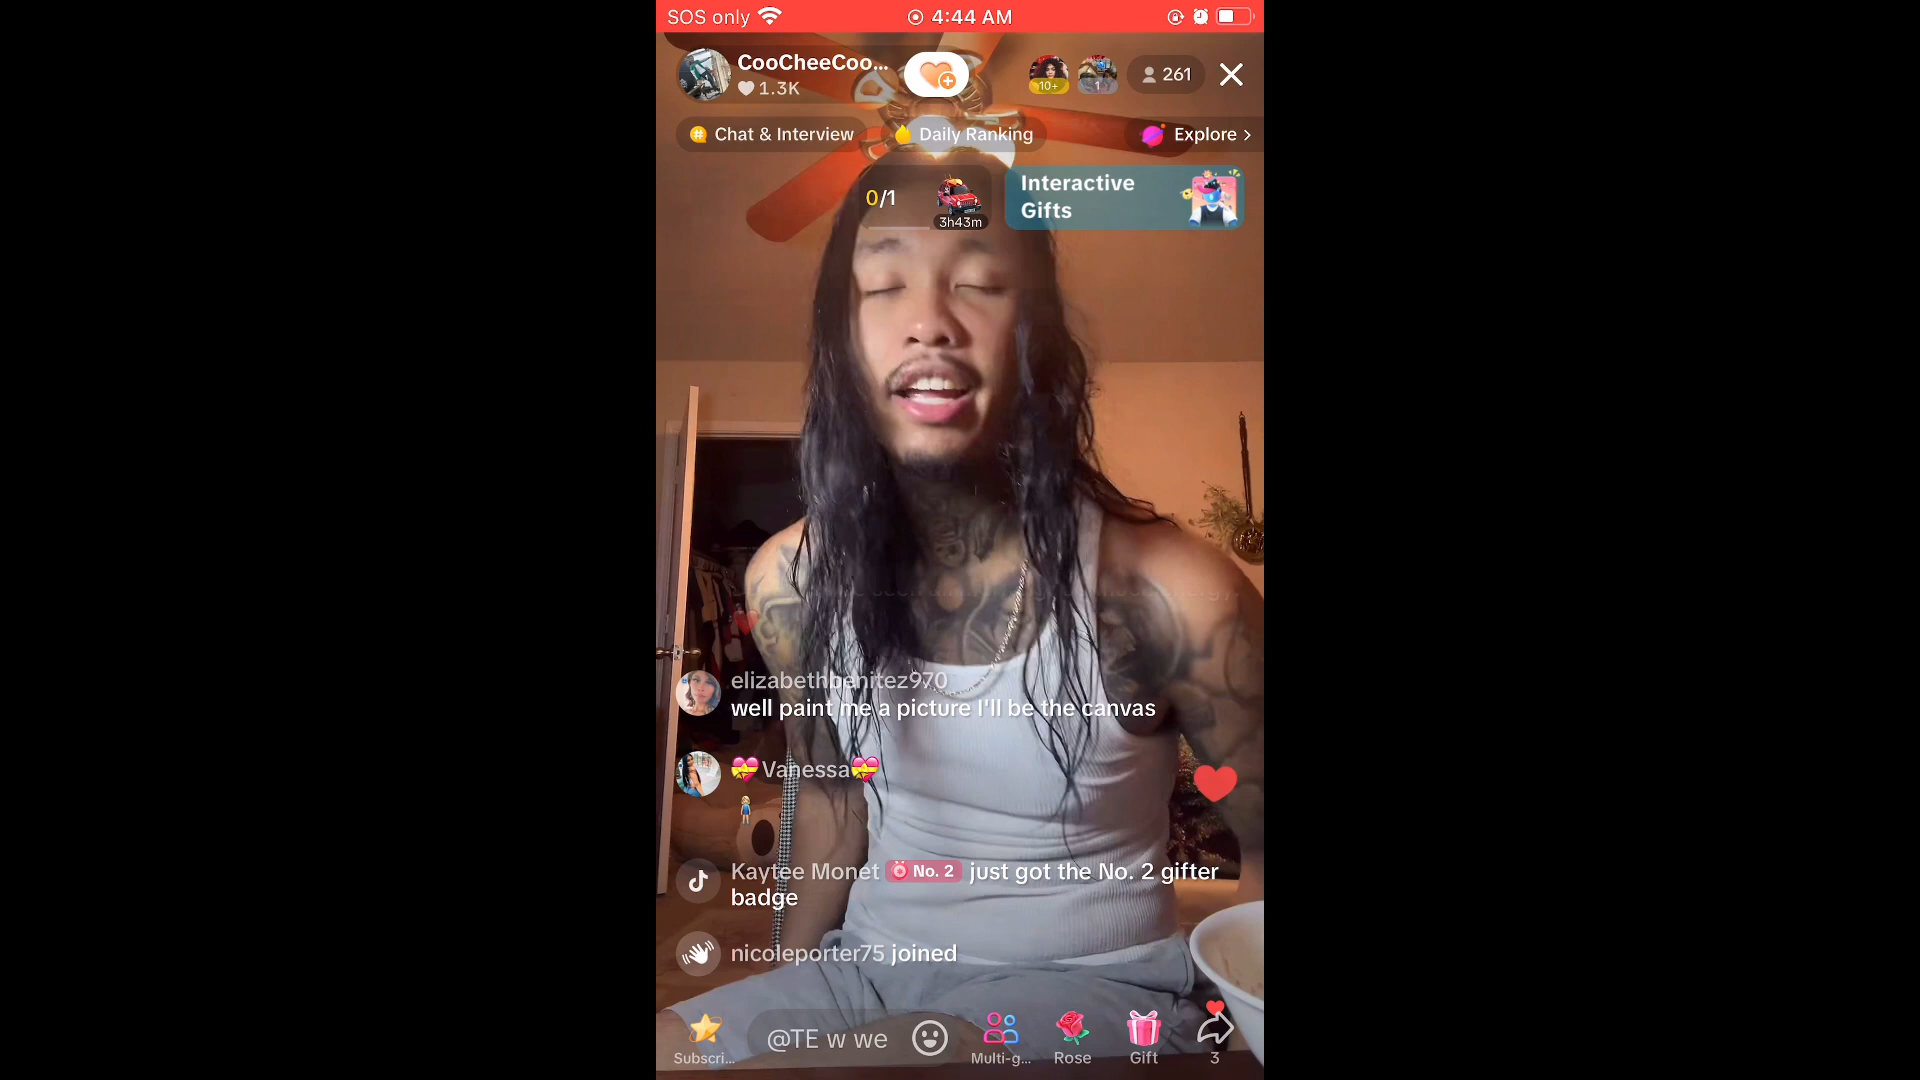 SOS only 4:44 AM
CooCheeCoo...
1.3K
10+
1
261
Chat & Interview
Daily Ranking
Explore >
0/1
3h43m
Interactive
Gifts
elizabethbenitez970
well paint me a picture I'll be the canvas
💝Vanessa💝
🧍🏼‍♀️
Kaytee Monet No. 2 just got the No. 2 gifter
badge
nicoleporter75 joined
@TE w we
Subscri...
Multi-g...
Rose
Gift
3